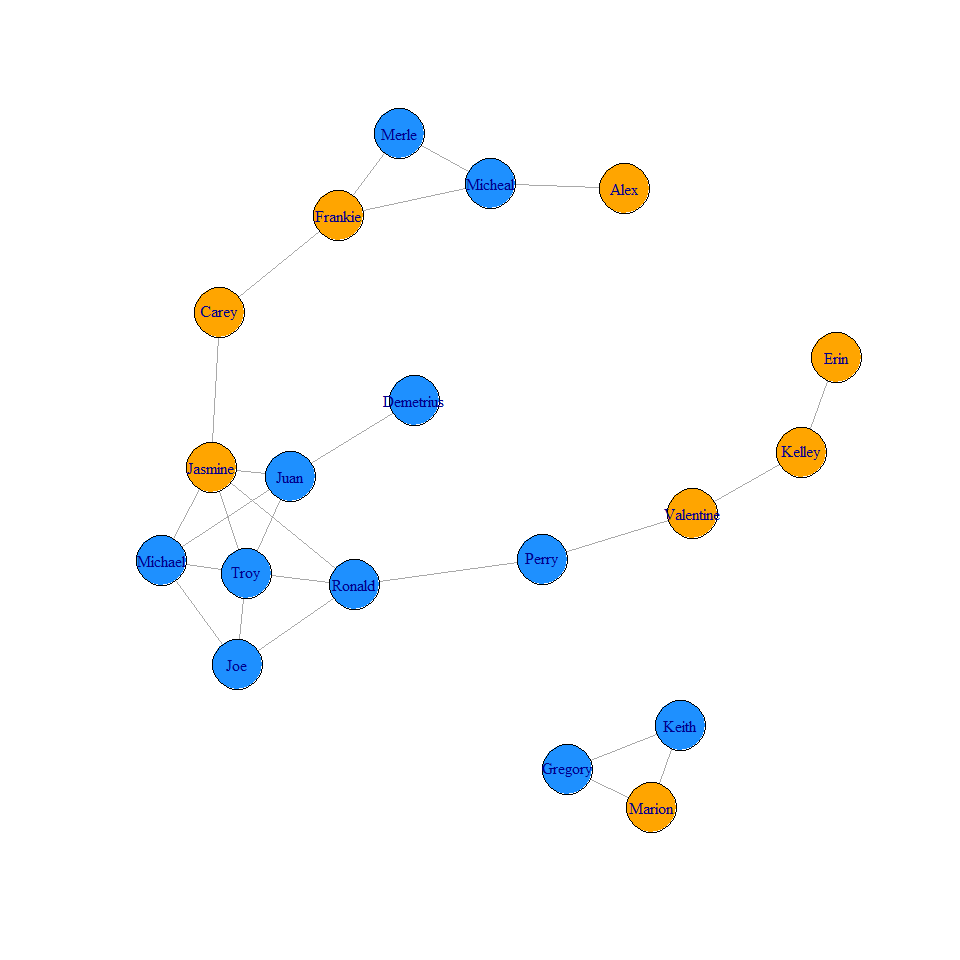 Merle
Micheal
Alex
Frankie
Carey
Erin
Demetrius
Kelley
Jasmine
Juan
Valentine
Michael
Troy
Ronald
Perry
Joe
Keith
Gregory
Marion